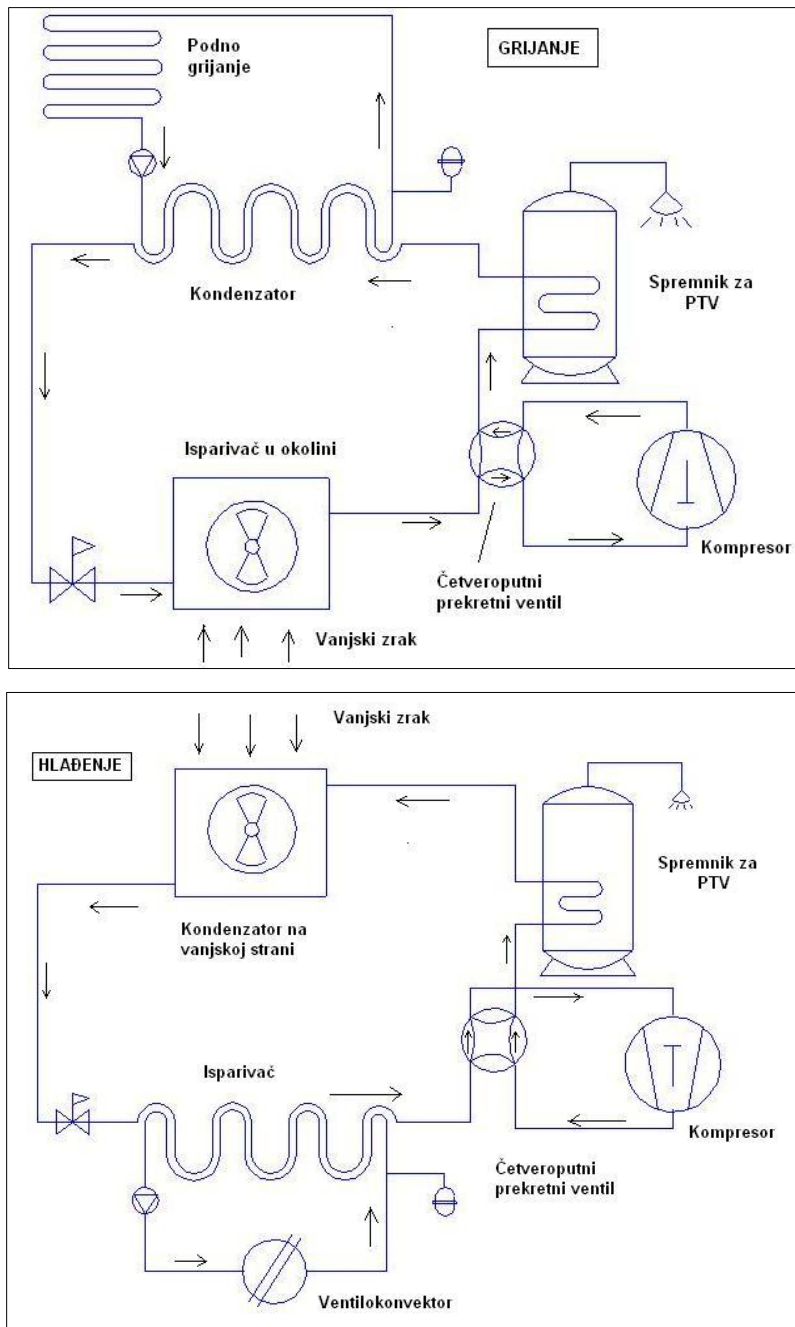 Podno
grijanje
GRIJANJE
Kondenzator
Spremnik za
PTV
Isparivač u okolini
Kompresor
Četveroputni
prekretni ventil
Vanjski zrak
Vanjski zrak
HLAĐENJE
Spremnik za
PTV
Kondenzator na
vanjskoj strani
Isparivač
Kompresor
Četveroputni
prekretni ventil
Ventilokonvektor